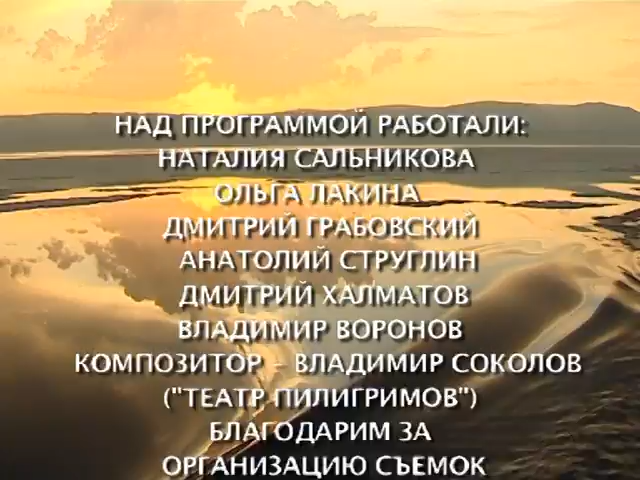 НАД ПРОГРАММОЙ РАБОТАЛИ:
НАТАЛИЯ САЛЬНИКОВА
ОЛЬГА ЛАКИНА
ДМИТРИЙ ГРАБОВСКИЙ
АНАТОЛИЙ СТРУГЛИН
ДМИТРИЙ ХАЛМАТОВ
ВЛАДИМИР ВОРОНОВ
КОМПОЗИТОР - ВЛАДИМИР СОКОЛОВ
("ТЕАТР ПИЛИГРИМОВ")
БЛАГОДАРИМ ЗА
ОРГАНИЗАЦИЮ СЪЕМОК